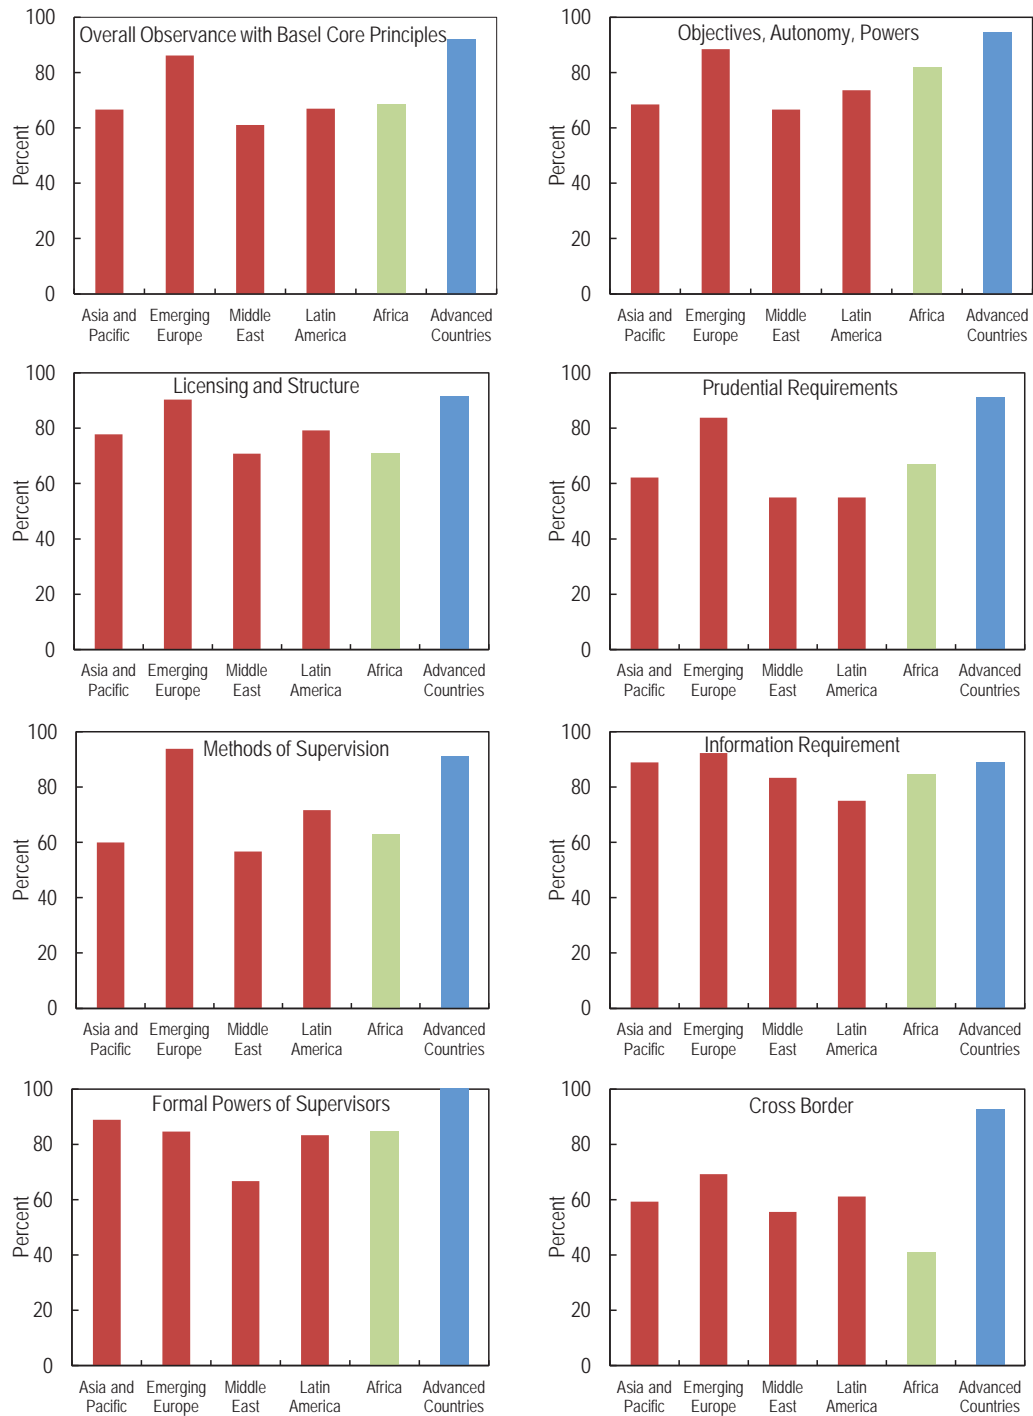 Overall Observance with Basel Core Principles
Percent
100
80
60
40
20
0
Asia and
Pacific
Emerging
Europe
Middle
East
Latin
America
Africa
Advanced
Countries
Objectives, Autonomy, Powers
Percent
100
80
60
40
20
0
Asia and
Pacific
Emerging
Europe
Middle
East
Latin
America
Africa
Advanced
Countries
Licensing and Structure
Percent
100
80
60
40
20
0
Asia and
Pacific
Emerging
Europe
Middle
East
Latin
America
Africa
Advanced
Countries
Prudential Requirements
Percent
100
80
60
40
20
0
Asia and
Pacific
Emerging
Europe
Middle
East
Latin
America
Africa
Advanced
Countries
Methods of Supervision
Percent
100
80
60
40
20
0
Asia and
Pacific
Emerging
Europe
Middle
East
Latin
America
Africa
Advanced
Countries
Information Requirement
Percent
100
80
60
40
20
0
Asia and
Pacific
Emerging
Europe
Middle
East
Latin
America
Africa
Advanced
Countries
Formal Powers of Supervisors
Percent
100
80
60
40
20
0
Asia and
Pacific
Emerging
Europe
Middle
East
Latin
America
Africa
Advanced
Countries
Cross Border
Percent
100
80
60
40
20
0
Asia and
Pacific
Emerging
Europe
Middle
East
Latin
America
Africa
Advanced
Countries